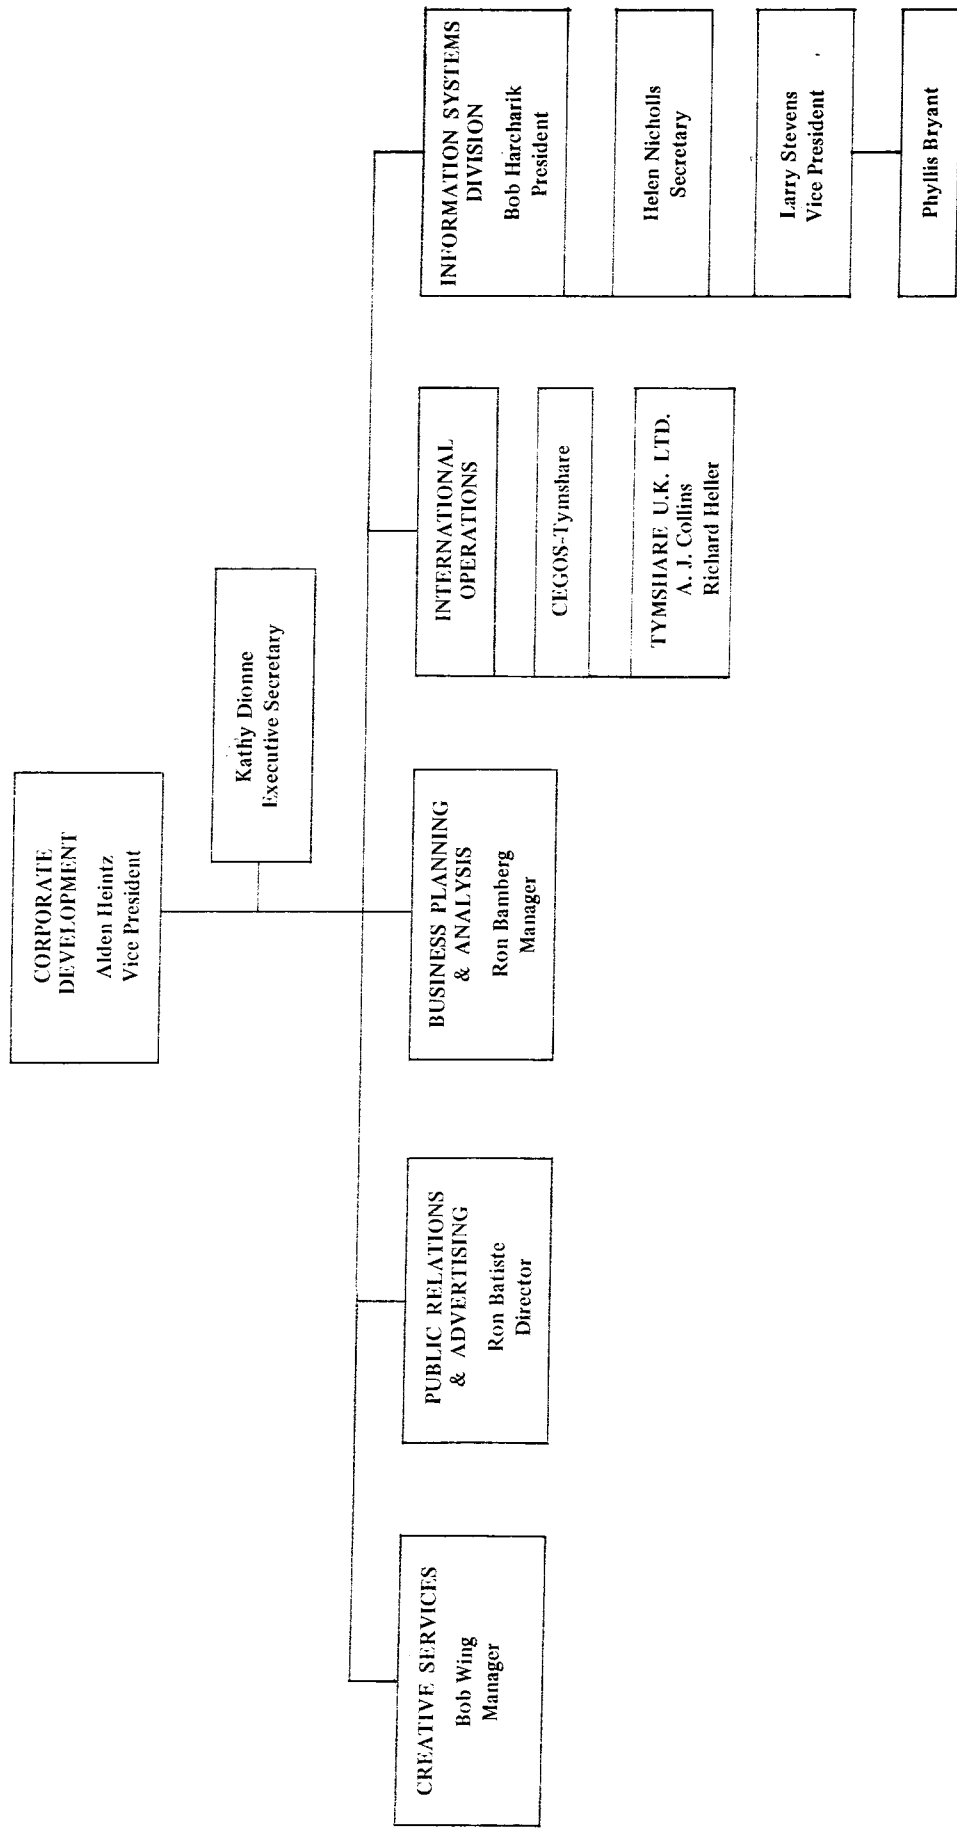 CORPORATE
DEVELOPMENT
Alden Heintz
Vice President
Kathy Dionne
Executive Secretary
CREATIVE SERVICES
Bob Wing
Manager
PUBLIC RELATIONS
& ADVERTISING
Ron Batiste
Director
BUSINESS PLANNING
& ANALYSIS
Ron Bamberg
Manager
INTERNATIONAL
OPERATIONS
CEGOS-Tymshare
TYMSHARE U.K. LTD.
A. J. Collins
Richard Heller
INFORMATION SYSTEMS
DIVISION
Bob Harcharik
President
Helen Nicholls
Secretary
Larry Stevens
Vice President
Phyllis Bryant